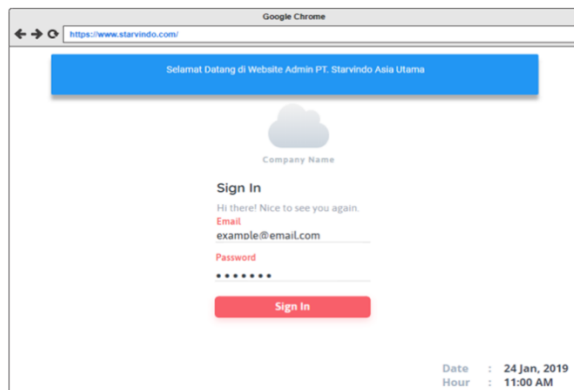 Google Chrome
https://www.starvindo.com/
Selamat Datang di Website Admin PT. Starvindo Asia Utama
Company Name
Sign In
Hi there! Nice to see you again.
Email
example@email.com
Password
Sign In
Date : 24 Jan, 2019
Hour : 11:00 AM